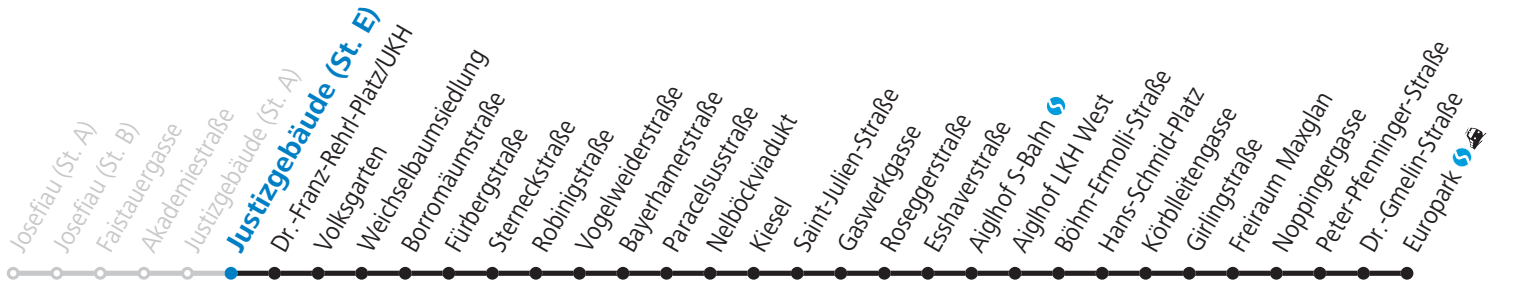 Josefiau (St. A)
Josefiau (St. B)
Faistauergasse
Akademiestraße
Justizgebäude (St. A)
Justizgebäude (St. E)
Dr.-Franz-Rehrl-Platz/UKH
Volksgarten
Weichselbaumsiedlung
Borromäumstraße
Fürbergstraße
Sterneckstraße
Robinigstraße
Vogelweiderstraße
Bayerhamerstraße
Paracelsusstraße
Nelböckviadukt
Kiesel
Saint-Julien-Straße
Gaswerkgasse
Roseggerstraße
Esshaverstraße
Aiglhof S-Bahn
Aiglhof LKH West
Böhm-Ermolli-Straße
Hans-Schmid-Platz
Körblleitengasse
Girlingstraße
Freiraum Maxglan
Noppingergasse
Peter-Pfenninger-Straße
Dr.-Gmelin-Straße
Europark